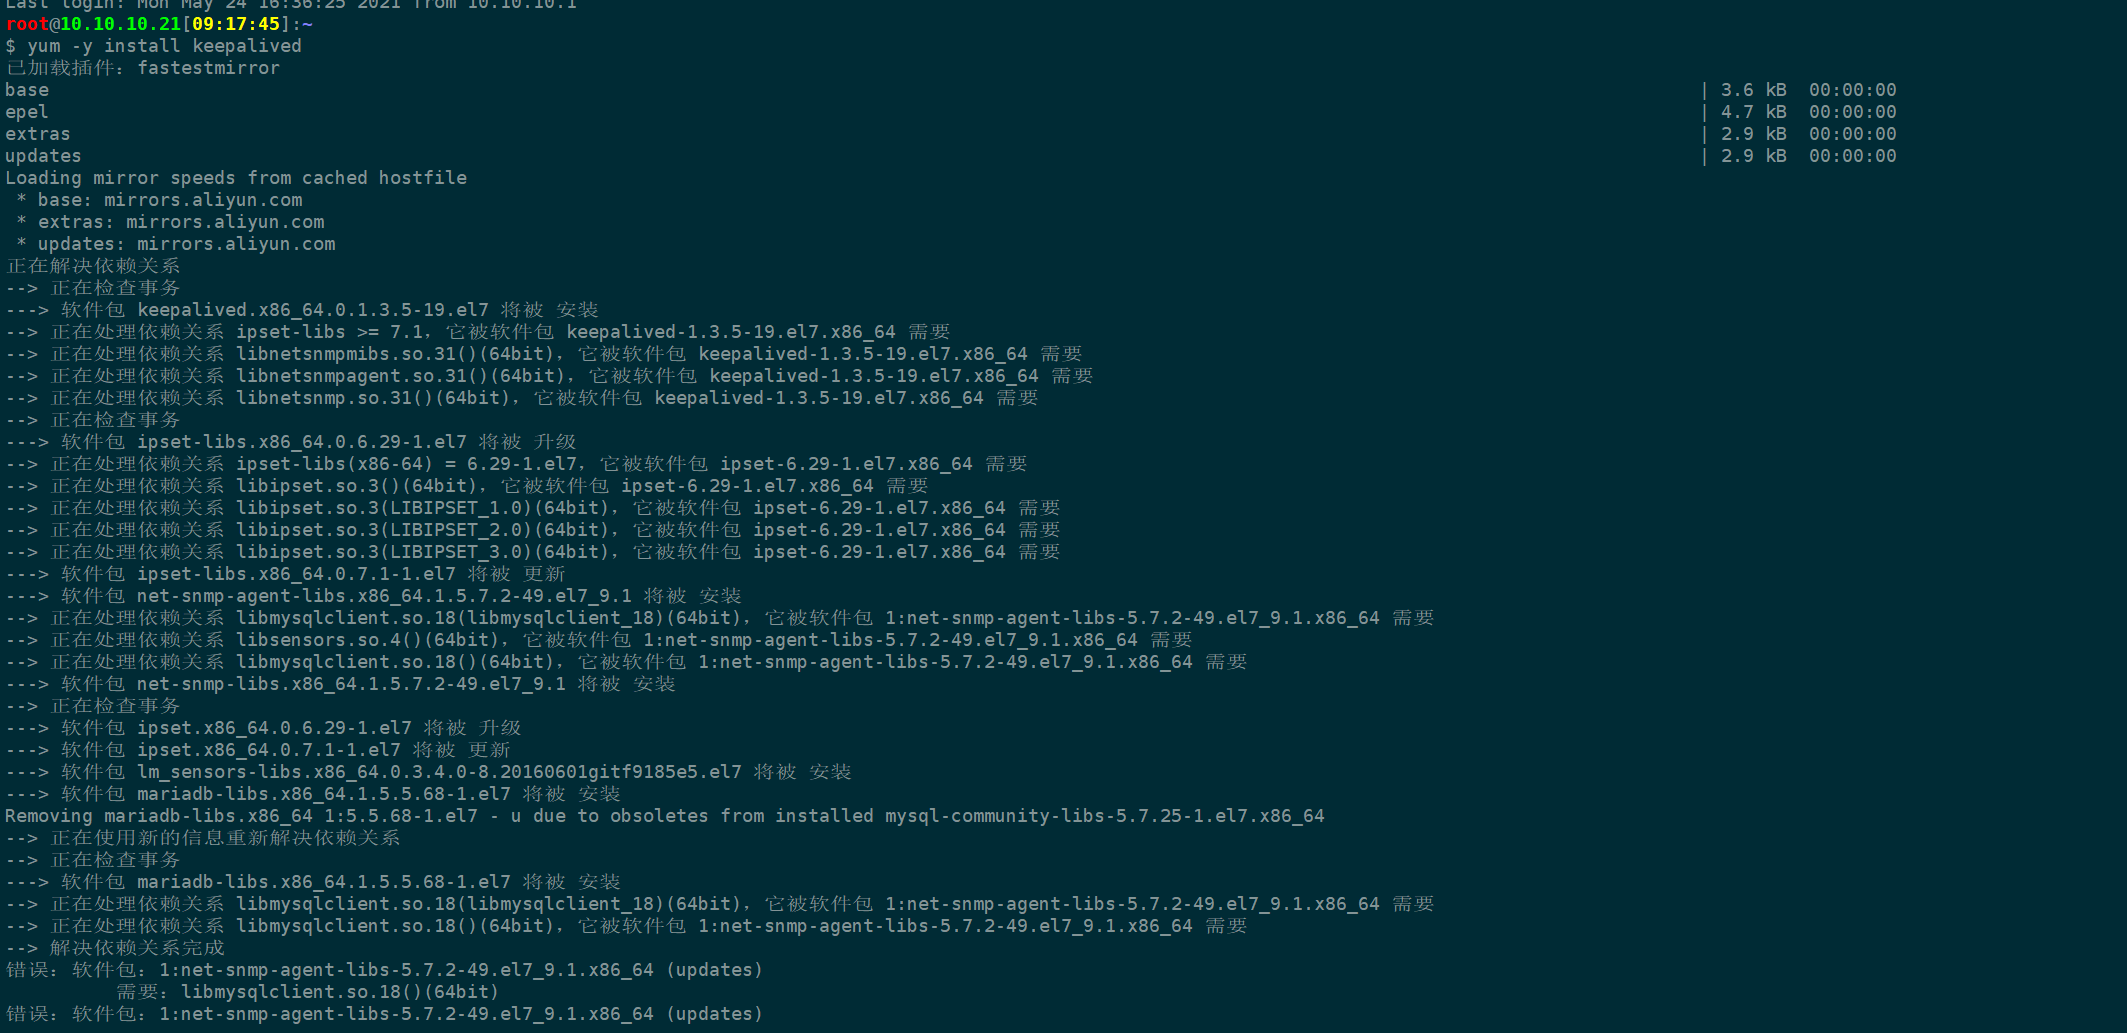 Last login: Mon May 24 16:36:25 2021 from 10.10.10.1
root@10.10.10.21[09:17:45]:~
$ yum -y install keepalived
已加载插件：fastestmirror
base | 3.6 kB 00:00:00
epel | 4.7 kB 00:00:00
extras | 2.9 kB 00:00:00
updates | 2.9 kB 00:00:00
Loading mirror speeds from cached hostfile
 * base: mirrors.aliyun.com
 * extras: mirrors.aliyun.com
 * updates: mirrors.aliyun.com
正在解决依赖关系
--> 正在检查事务
---> 软件包 keepalived.x86_64.0.1.3.5-19.el7 将被 安装
--> 正在处理依赖关系 ipset-libs >= 7.1，它被软件包 keepalived-1.3.5-19.el7.x86_64 需要
--> 正在处理依赖关系 libnetsnmpmibs.so.31()(64bit)，它被软件包 keepalived-1.3.5-19.el7.x86_64 需要
--> 正在处理依赖关系 libnetsnmpagent.so.31()(64bit)，它被软件包 keepalived-1.3.5-19.el7.x86_64 需要
--> 正在处理依赖关系 libnetsnmp.so.31()(64bit)，它被软件包 keepalived-1.3.5-19.el7.x86_64 需要
--> 正在检查事务
---> 软件包 ipset-libs.x86_64.0.6.29-1.el7 将被 升级
--> 正在处理依赖关系 ipset-libs(x86-64) = 6.29-1.el7，它被软件包 ipset-6.29-1.el7.x86_64 需要
--> 正在处理依赖关系 libipset.so.3()(64bit)，它被软件包 ipset-6.29-1.el7.x86_64 需要
--> 正在处理依赖关系 libipset.so.3(LIBIPSET_1.0)(64bit)，它被软件包 ipset-6.29-1.el7.x86_64 需要
--> 正在处理依赖关系 libipset.so.3(LIBIPSET_2.0)(64bit)，它被软件包 ipset-6.29-1.el7.x86_64 需要
--> 正在处理依赖关系 libipset.so.3(LIBIPSET_3.0)(64bit)，它被软件包 ipset-6.29-1.el7.x86_64 需要
---> 软件包 ipset-libs.x86_64.0.7.1-1.el7 将被 更新
---> 软件包 net-snmp-agent-libs.x86_64.1.5.7.2-49.el7_9.1 将被 安装
--> 正在处理依赖关系 libmysqlclient.so.18(libmysqlclient_18)(64bit)，它被软件包 1:net-snmp-agent-libs-5.7.2-49.el7_9.1.x86_64 需要
--> 正在处理依赖关系 libsensors.so.4()(64bit)，它被软件包 1:net-snmp-agent-libs-5.7.2-49.el7_9.1.x86_64 需要
--> 正在处理依赖关系 libmysqlclient.so.18()(64bit)，它被软件包 1:net-snmp-agent-libs-5.7.2-49.el7_9.1.x86_64 需要
---> 软件包 net-snmp-libs.x86_64.1.5.7.2-49.el7_9.1 将被 安装
--> 正在检查事务
---> 软件包 ipset.x86_64.0.6.29-1.el7 将被 升级
---> 软件包 ipset.x86_64.0.7.1-1.el7 将被 更新
---> 软件包 lm_sensors-libs.x86_64.0.3.4.0-8.20160601gitf9185e5.el7 将被 安装
---> 软件包 mariadb-libs.x86_64.1.5.5.68-1.el7 将被 安装
Removing mariadb-libs.x86_64 1:5.5.68-1.el7 - u due to obsoletes from installed mysql-community-libs-5.7.25-1.el7.x86_64
--> 正在使用新的信息重新解决依赖关系
--> 正在检查事务
---> 软件包 mariadb-libs.x86_64.1.5.5.68-1.el7 将被 安装
--> 正在处理依赖关系 libmysqlclient.so.18(libmysqlclient_18)(64bit)，它被软件包 1:net-snmp-agent-libs-5.7.2-49.el7_9.1.x86_64 需要
--> 正在处理依赖关系 libmysqlclient.so.18()(64bit)，它被软件包 1:net-snmp-agent-libs-5.7.2-49.el7_9.1.x86_64 需要
--> 解决依赖关系完成
错误：软件包：1:net-snmp-agent-libs-5.7.2-49.el7_9.1.x86_64 (updates)
          需要：libmysqlclient.so.18()(64bit)
错误：软件包：1:net-snmp-agent-libs-5.7.2-49.el7_9.1.x86_64 (updates)